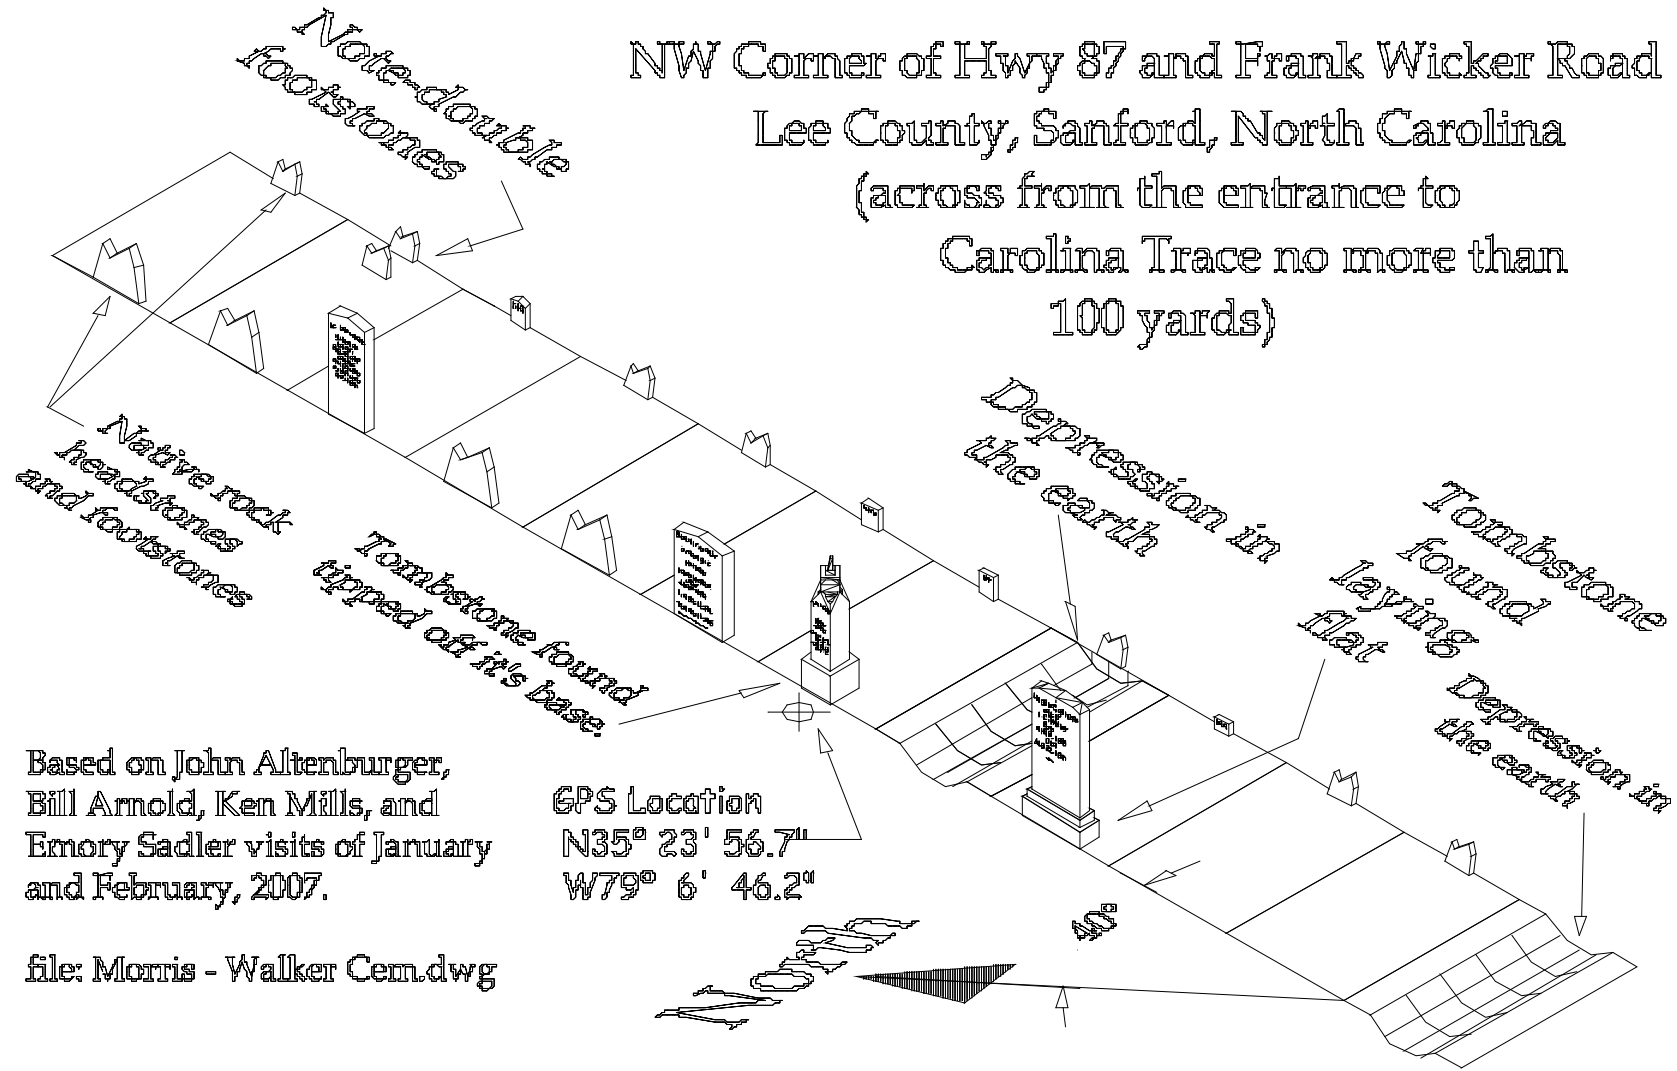 Note-double
footstones
NW Corner of Hwy 87 and Frank Wicker Road
Lee County, Sanford, North Carolina
(across from the entrance to
Carolina Trace no more than
100 yards)
Native rock
headstones
and footstones
Tombstone found
tipped off it's base.
Depression in
the earth
Tombstone
found
laying
flat
Depression in
the earth
Based on John Altenburger,
Bill Arnold, Ken Mills, and
Emory Sadler visits of January
and February, 2007.
file: Morris - Walker Cem.dwg
GPS Location
N35° 23' 56.7"
W79° 6' 46.2"
North